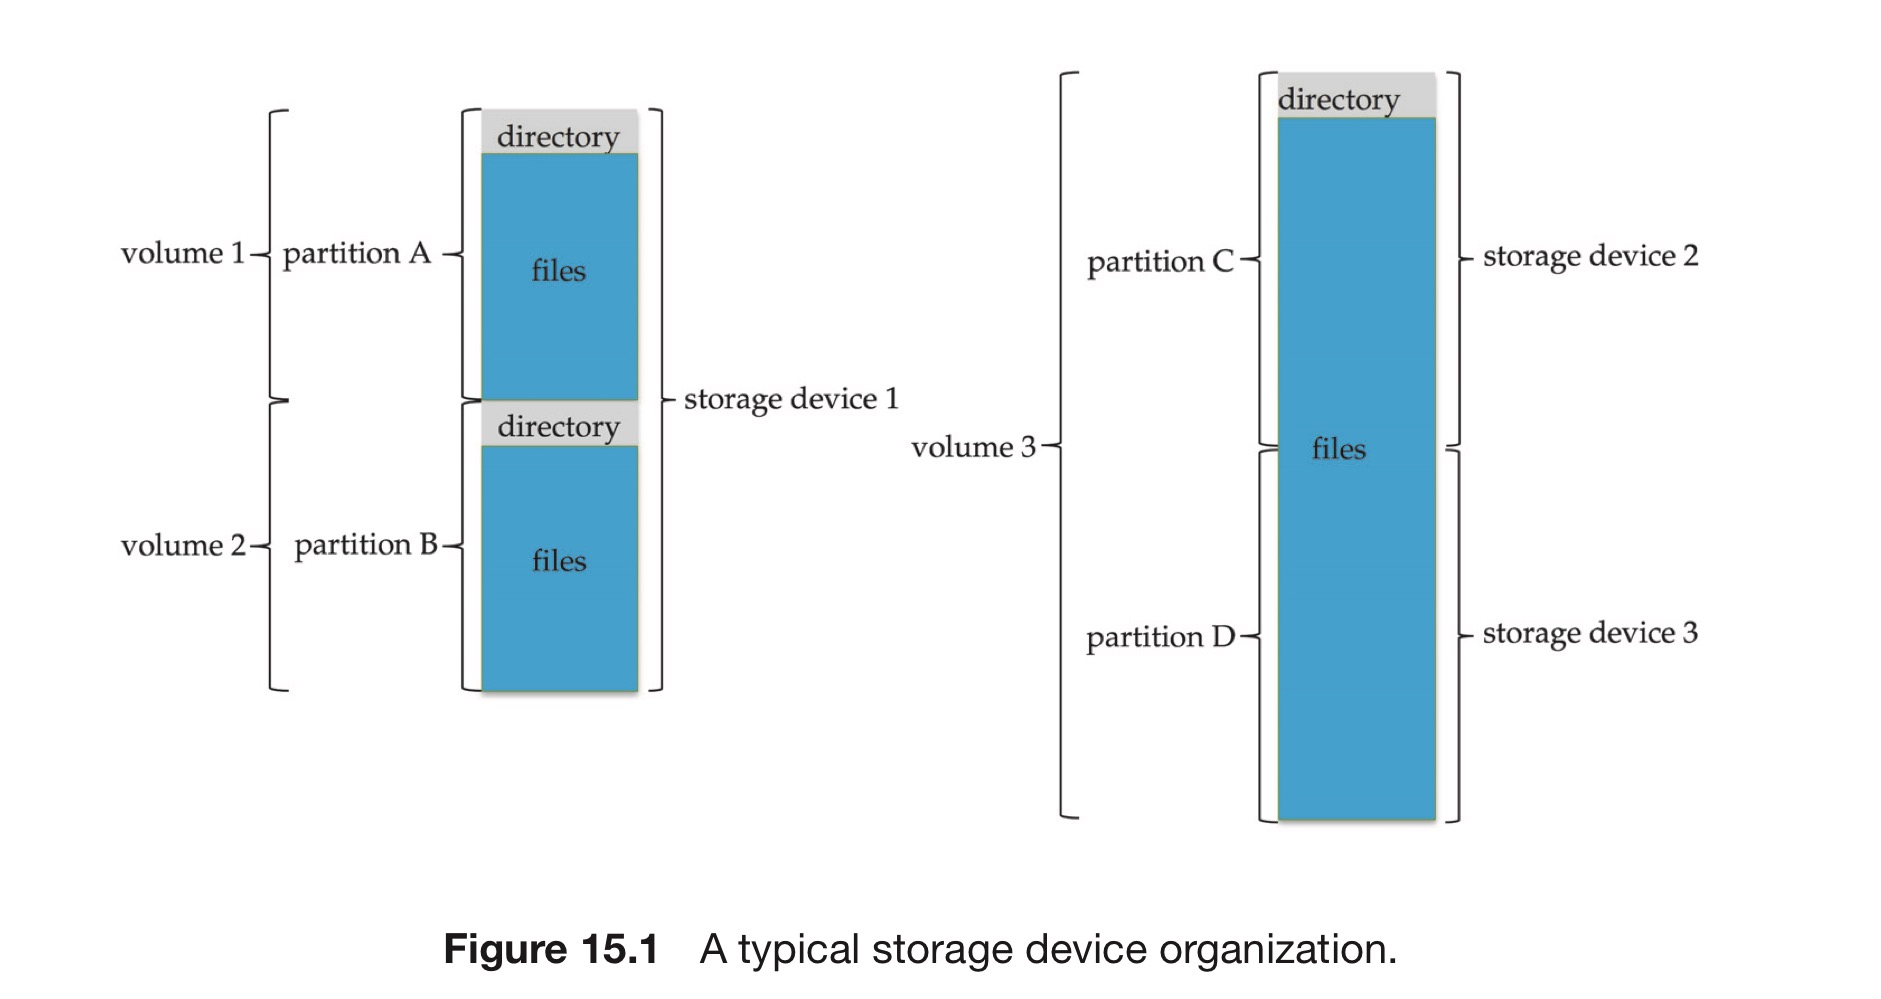 directory
volume 1
partition A
files
storage device 1
directory
volume 2
partition B
files
directory
partition C
storage device 2
volume 3
files
partition D
storage device 3
Figure 15.1 A typical storage device organization.